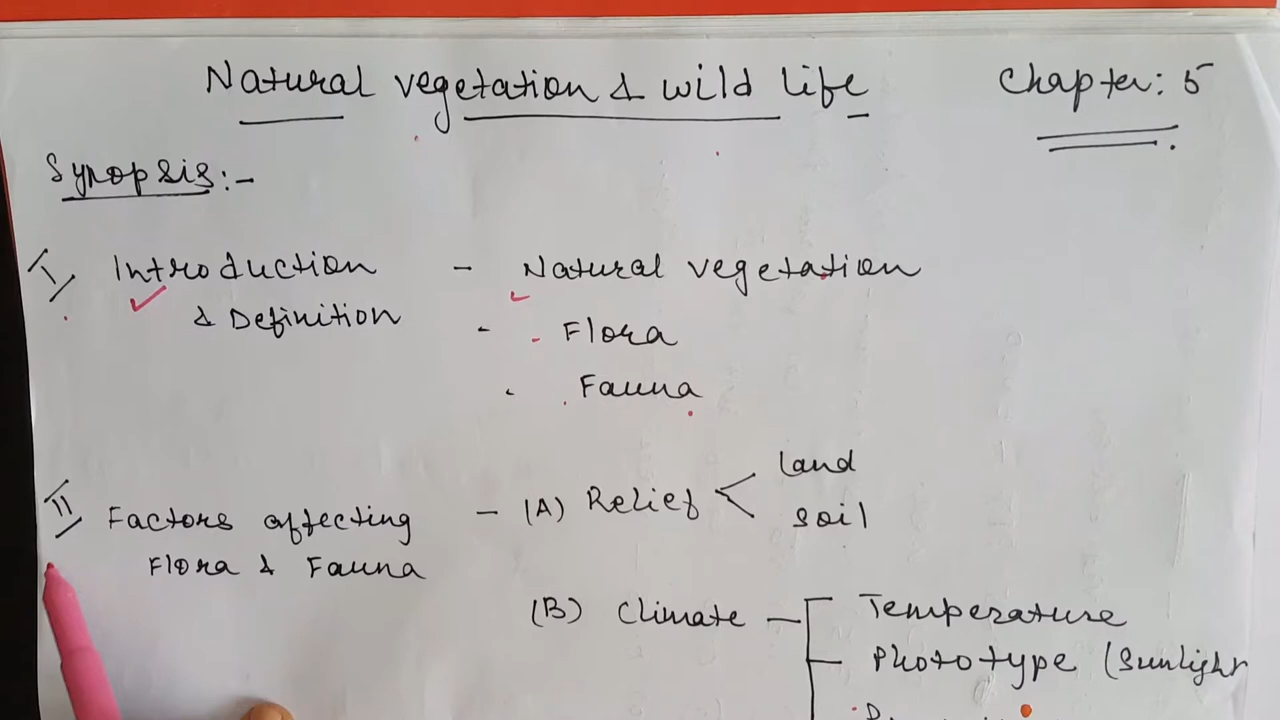 Natural vegetation & wild life Chapter: 5
Synopsis:-
I Introduction - Natural vegetation
& Definition - Flora
Fauna
II Factors affecting - (A) Relief land
Flora & Fauna soil
(B) Climate - Temperature
Phototype (Sunlight